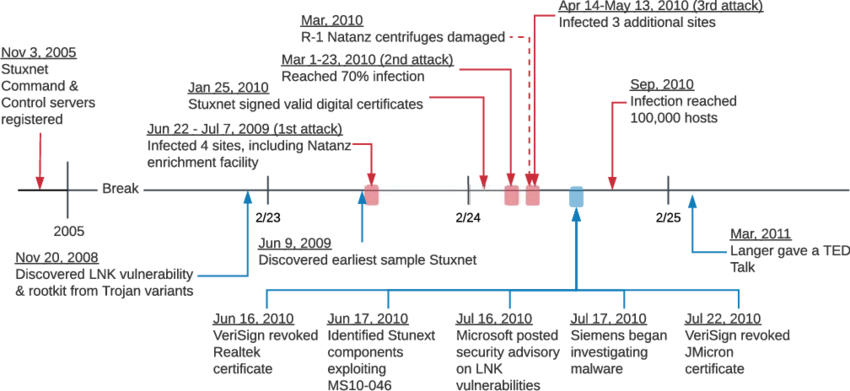 Apr 14-May 13, 2010 (3rd attack)
Infected 3 additional sites
Mar, 2010
R-1 Natanz centrifuges damaged
Mar 1-23, 2010 (2nd attack)
Reached 70% infection
Nov 3, 2005
Stuxnet
Command &
Control servers
registered
Jan 25, 2010
Stuxnet signed valid digital certificates
Sep, 2010
Infection reached
100,000 hosts
Jun 22 - Jul 7, 2009 (1st attack)
Infected 4 sites, including Natanz
enrichment facility
Break
2005
2/23
2/24
2/25
Nov 20, 2008
Discovered LNK vulnerability
& rootkit from Trojan variants
Jun 9, 2009
Discovered earliest sample Stuxnet
Mar, 2011
Langer gave a TED
Talk
Jun 16, 2010
VeriSign revoked
Realtek
certificate
Jun 17, 2010
Identified Stunext
components
exploiting
MS10-046
Jul 16, 2010
Microsoft posted
security advisory
on LNK
vulnerabilities
Jul 17, 2010
Siemens began
investigating
malware
Jul 22, 2010
VeriSign revoked
JMicron
certificate